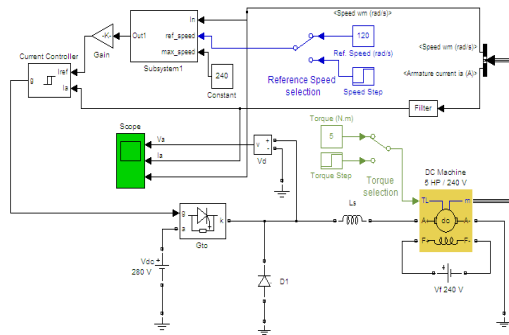 <Speed wm (rad/s)>
In
ref_speed
max_speed
Out1
Subsystem1
-K-
Gain
Current Controller
Iref
Ia
g
240
Constant
120
Ref. Speed (rad/s)
Reference Speed
selection
Speed Step
<Speed wm (rad/s)>
<Armature current ia (A)>
Filter
Scope
Va
Ia
v
+
-
Vd
Torque (N.m)
5
Torque Step
Torque
selection
DC Machine
5 HP / 240 V
TL
m
A+
dc
A-
F+
F-
Ls
g
a
k
Gto
Vdc
280 V
D1
+
Vf 240 V